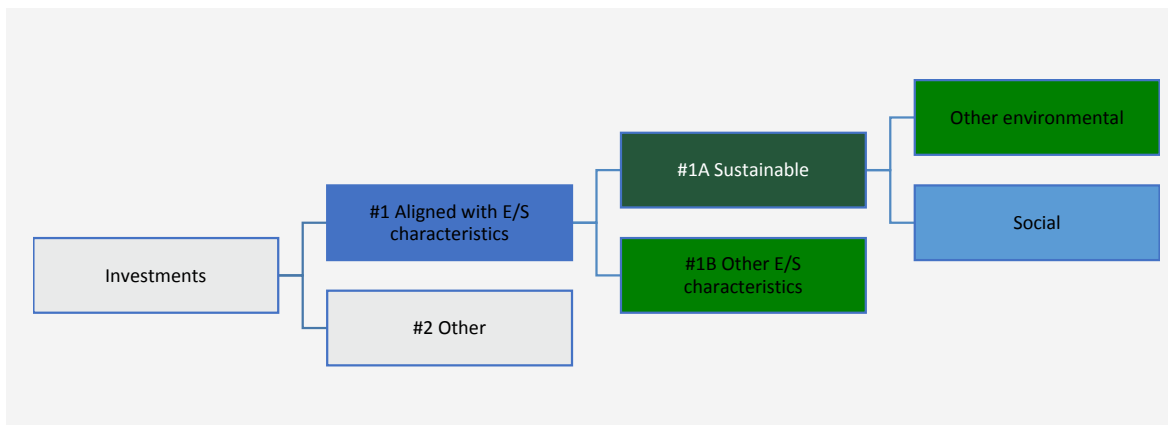 Investments
#1 Aligned with E/S
characteristics
#2 Other
#1A Sustainable
#1B Other E/S
characteristics
Other environmental
Social